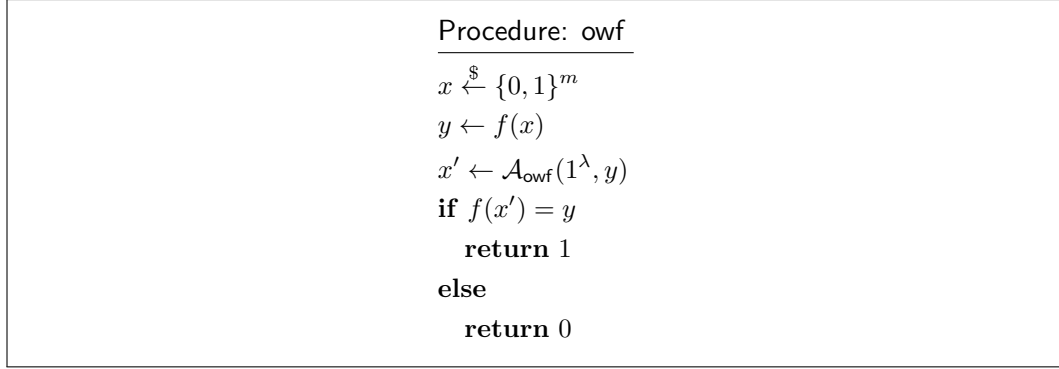 Procedure: owf
x $← {0, 1}^m
y ← f(x)
x′ ← A_owf(1^λ, y)
if f(x′) = y
return 1
else
return 0